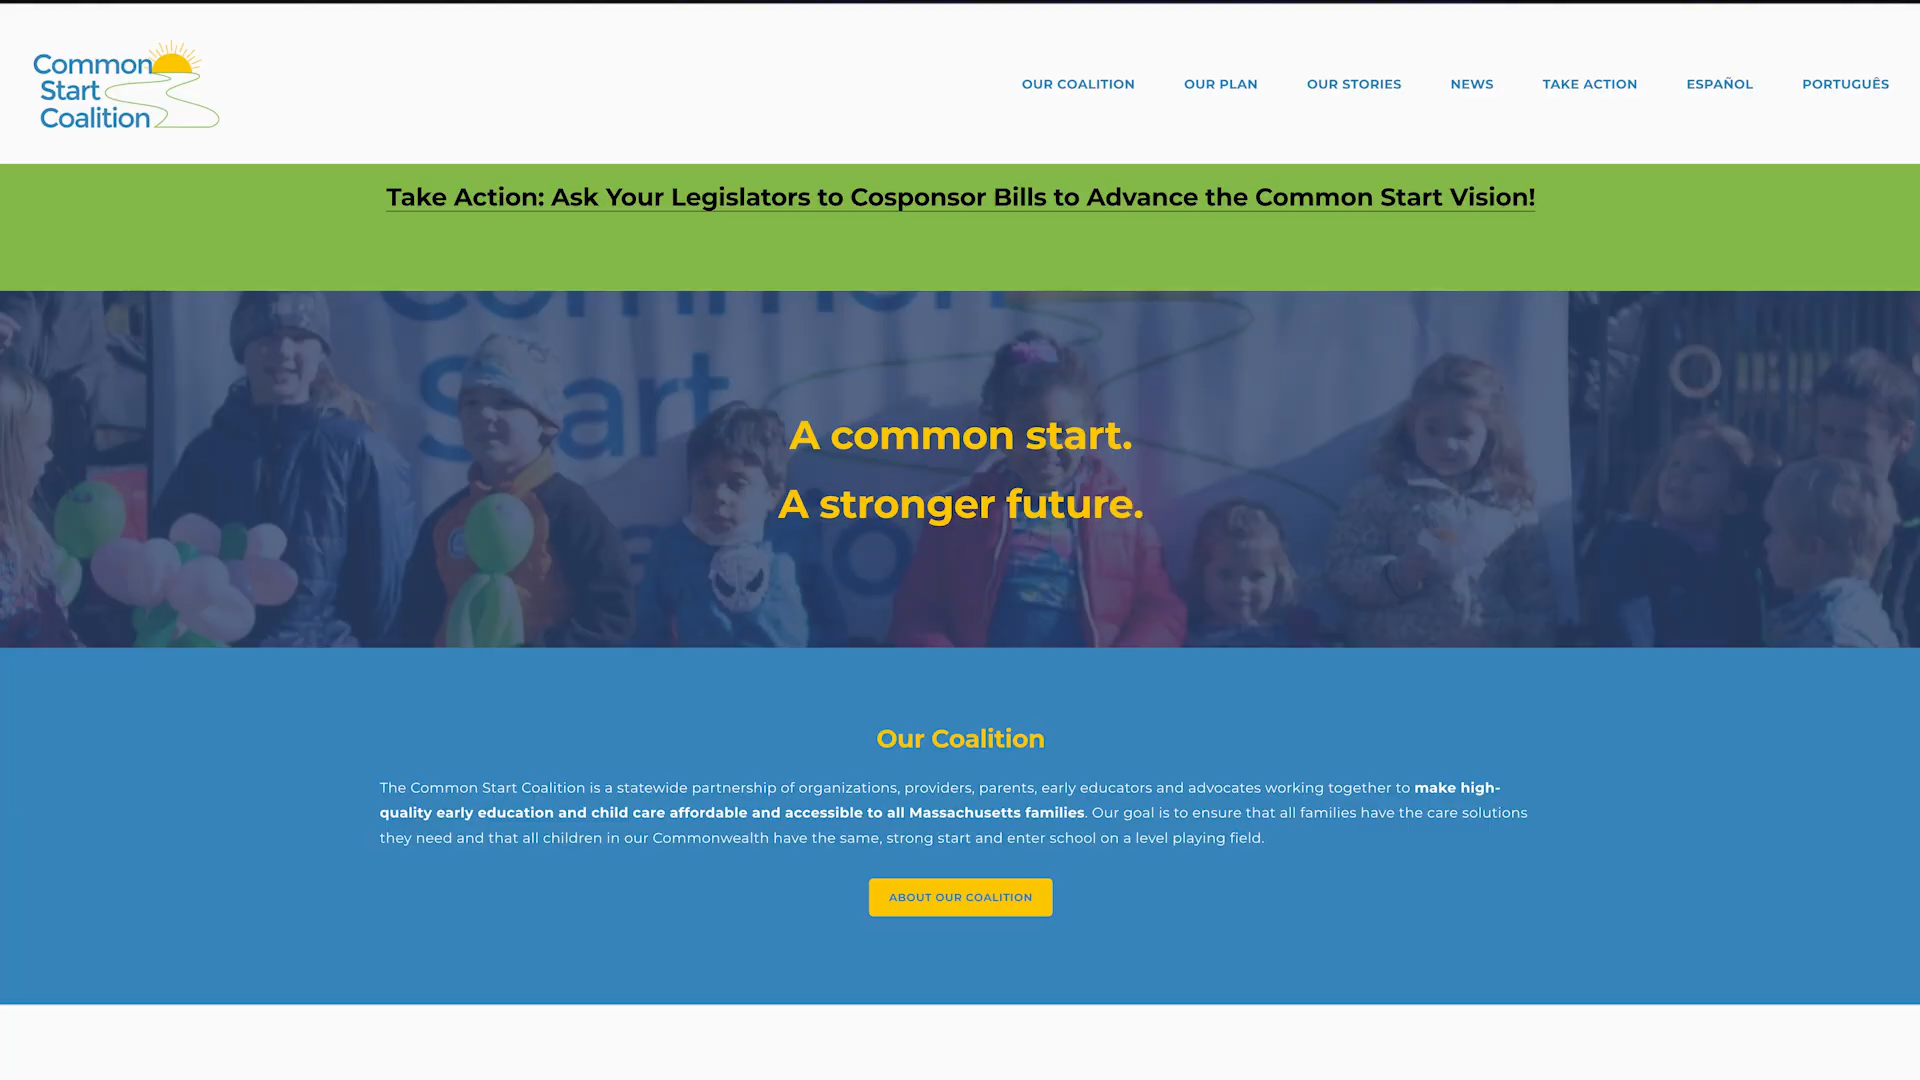 Common
Start
Coalition
OUR COALITION
OUR PLAN
OUR STORIES
NEWS
TAKE ACTION
ESPAÑOL
PORTUGUÊS
Take Action: Ask Your Legislators to Cosponsor Bills to Advance the Common Start Vision!
Common
Start
A common start.
A stronger future.
Our Coalition
The Common Start Coalition is a statewide partnership of organizations, providers, parents, early educators and advocates working together to make high-
quality early education and child care affordable and accessible to all Massachusetts families. Our goal is to ensure that all families have the care solutions
they need and that all children in our Commonwealth have the same, strong start and enter school on a level playing field.
ABOUT OUR COALITION